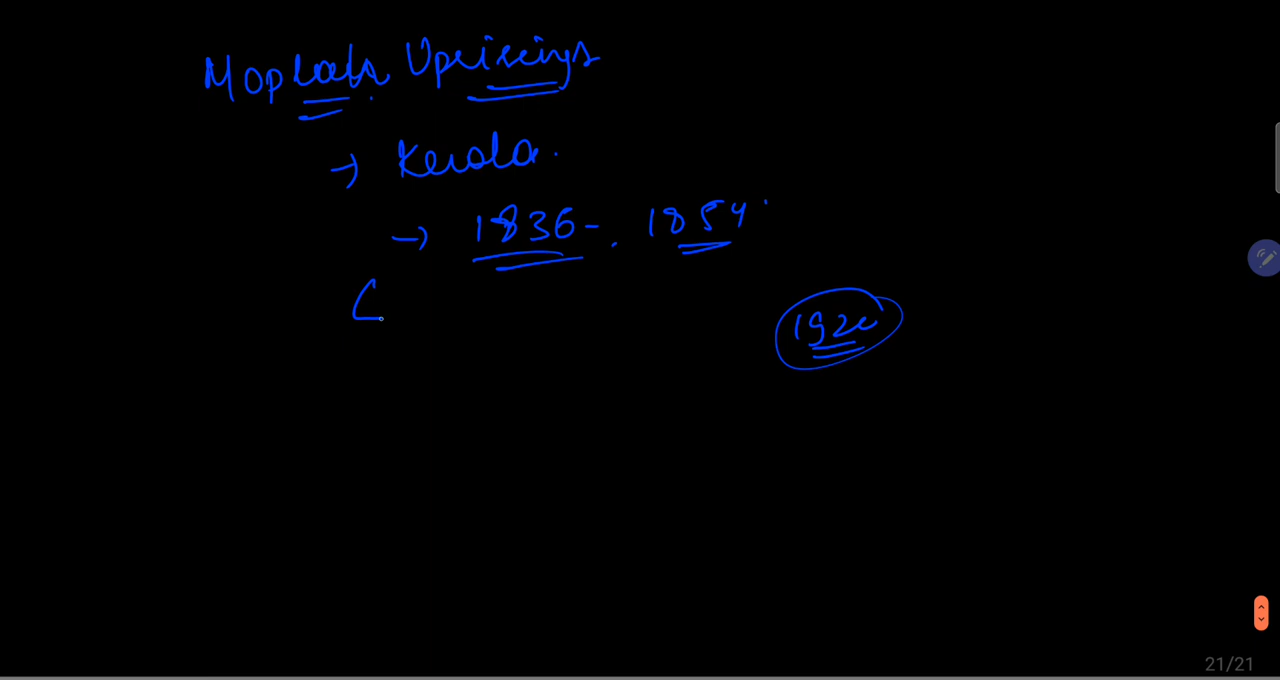 Moplah Uprisings
→ Kerala.
→ 1836 - 1854
1920
21/21